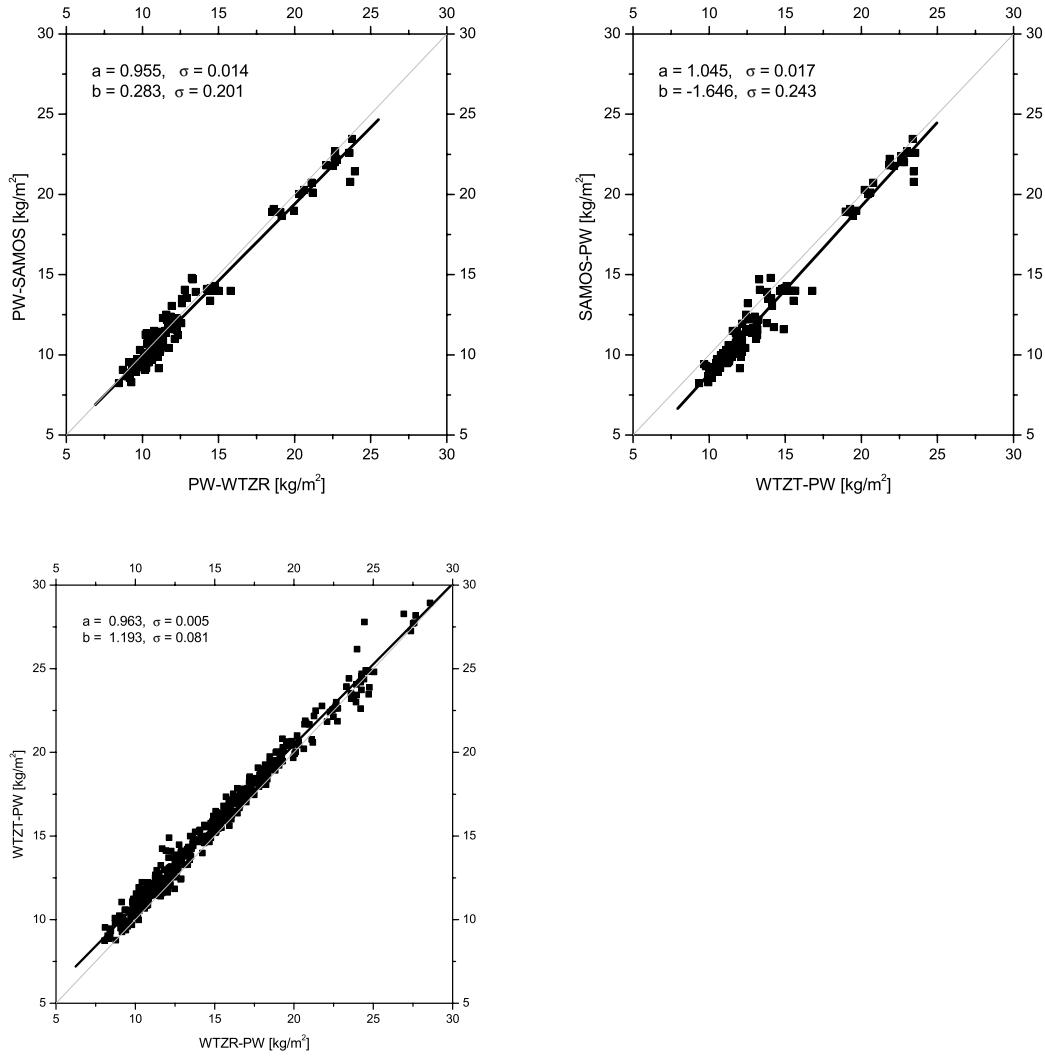 5 10 15 20 25 30
30 30
25 25
20 20
15 15
10 10
5 5
5 10 15 20 25 30
a = 0.955, σ = 0.014
b = 0.283, σ = 0.201
PW-SAMOS [kg/m²]
PW-WTZR [kg/m²]
5 10 15 20 25 30
30 30
25 25
20 20
15 15
10 10
5 5
5 10 15 20 25 30
a = 1.045, σ = 0.017
b = -1.646, σ = 0.243
SAMOS-PW [kg/m²]
WTZT-PW [kg/m²]
5 10 15 20 25 30
30 30
25 25
20 20
15 15
10 10
5 5
5 10 15 20 25 30
a = 0.963, σ = 0.005
b = 1.193, σ = 0.081
WTZT-PW [kg/m²]
WTZR-PW [kg/m²]